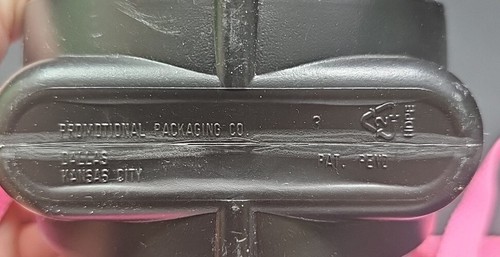 PROMOTIONAL PACKAGING CO.
DALLAS
KANSAS CITY
PAT. PEND
2
HDPE